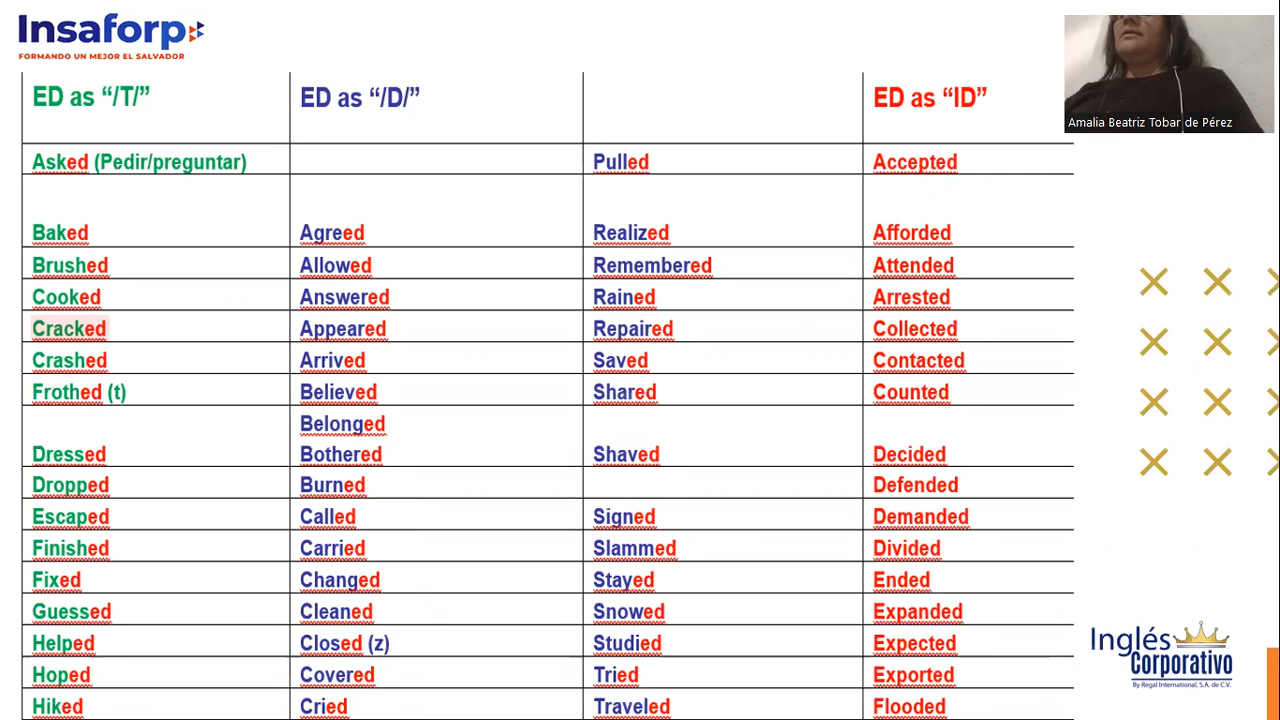 Insaforp
FORMANDO UN MEJOR EL SALVADOR
Amalia Beatriz Tobar de Pérez
ED as “/T/” ED as “/D/” ED as “ID”
Asked (Pedir/preguntar) Pulled Accepted
Baked Agreed Realized Afforded
Brushed Allowed Remembered Attended
Cooked Answered Rained Arrested
Cracked Appeared Repaired Collected
Crashed Arrived Saved Contacted
Frothed (t) Believed Shared Counted
Belonged
Dressed Bothered Shaved Decided
Dropped Burned Defended
Escaped Called Signed Demanded
Finished Carried Slammed Divided
Fixed Changed Stayed Ended
Guessed Cleaned Snowed Expanded
Helped Closed (z) Studied Expected
Hoped Covered Tried Exported
Hiked Cried Traveled Flooded
Inglés
Corporativo
By Regal International, S.A. de C.V.